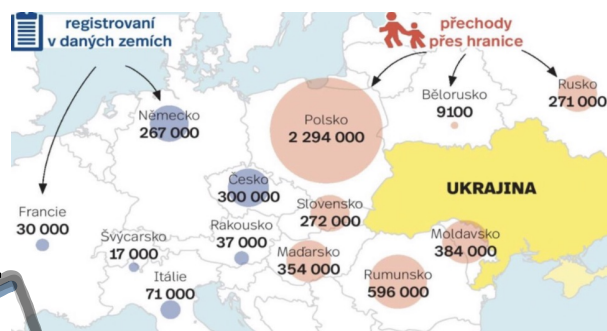 registrovaní
v daných zemích
přechody
přes hranice
Německo
267 000
Polsko
2 294 000
Bělorusko
9100
Rusko
271 000
Česko
300 000
Slovensko
272 000
UKRAJINA
Francie
30 000
Švýcarsko
17 000
Rakousko
37 000
Maďarsko
354 000
Moldavsko
384 000
Itálie
71 000
Rumunsko
596 000